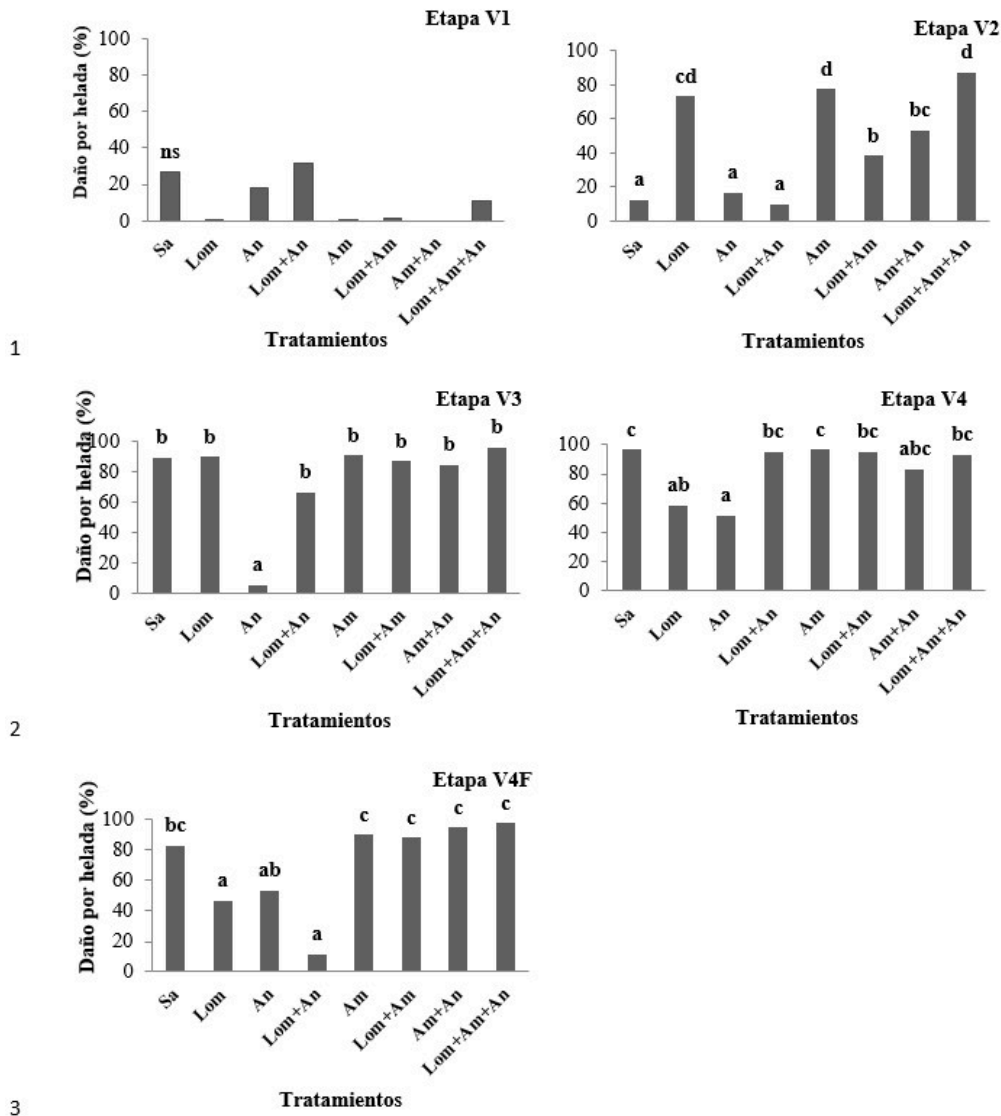 Etapa V1
Daño por helada (%)
100
80
60
40
20
0
ns
Sa
Lom
An
Lom+An
Am
Lom+Am
Am+An
Lom+Am+An
Tratamientos
Etapa V2
100
80
60
40
20
0
a
cd
a
a
d
b
bc
d
Sa
Lom
An
Lom+An
Am
Lom+Am
Am+An
Lom+Am+An
Tratamientos
1
Etapa V3
Daño por helada (%)
100
80
60
40
20
0
b
b
a
b
b
b
b
b
Sa
Lom
An
Lom+An
Am
Lom+Am
Am+An
Lom+Am+An
Tratamientos
Etapa V4
100
80
60
40
20
0
c
ab
a
bc
c
bc
abc
bc
Sa
Lom
An
Lom+An
Am
Lom+Am
Am+An
Lom+Am+An
Tratamientos
2
Etapa V4F
Daño por helada (%)
100
80
60
40
20
0
bc
a
ab
a
c
c
c
c
Sa
Lom
An
Lom+An
Am
Lom+Am
Am+An
Lom+Am+An
Tratamientos
3